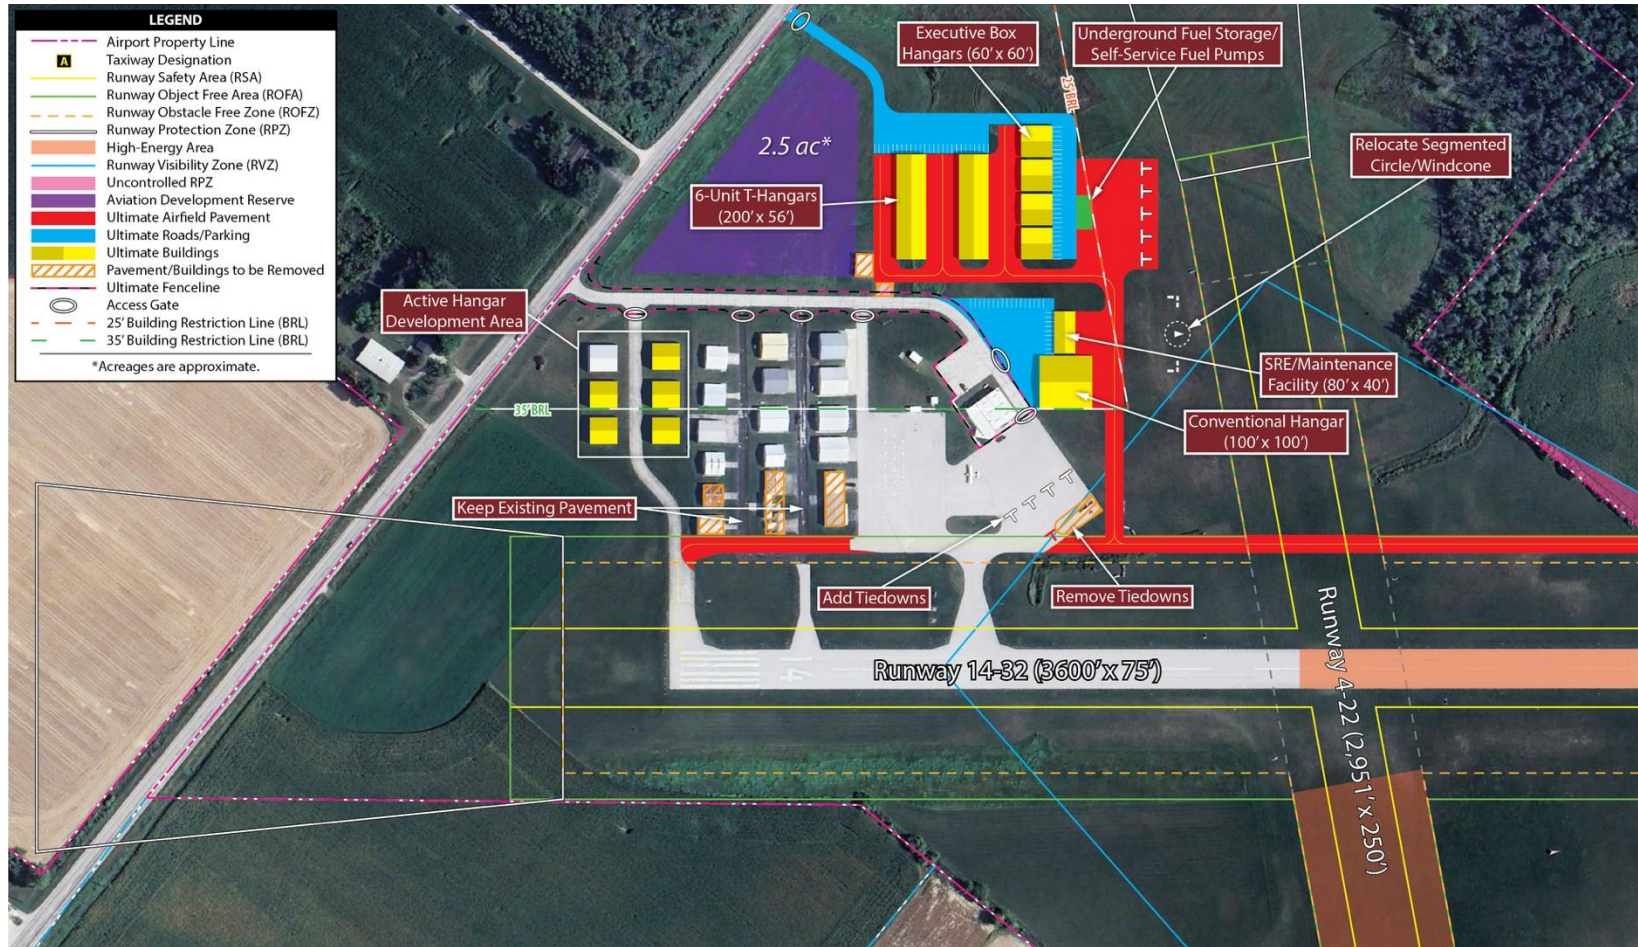 LEGEND
Airport Property Line
A
Taxiway Designation
Runway Safety Area (RSA)
Runway Object Free Area (ROFA)
Runway Obstacle Free Zone (ROFZ)
Runway Protection Zone (RPZ)
High-Energy Area
Runway Visibility Zone (RVZ)
Uncontrolled RPZ
Aviation Development Reserve
Ultimate Airfield Pavement
Ultimate Roads/Parking
Ultimate Buildings
Pavement/Buildings to be Removed
Ultimate Fenceline
Access Gate
25' Building Restriction Line (BRL)
35' Building Restriction Line (BRL)
*Acreages are approximate.
Executive Box
Hangars (60' x 60')
Underground Fuel Storage/
Self-Service Fuel Pumps
25' BRL
2.5 ac*
Relocate Segmented
Circle/Windcone
6-Unit T-Hangars
(200' x 56')
Active Hangar
Development Area
SRE/Maintenance
Facility (80' x 40')
35' BRL
Conventional Hangar
(100' x 100')
Keep Existing Pavement
Add Tiedowns
Remove Tiedowns
14
Runway 14-32 (3600' x 75')
Runway 4-22 (2,951' x 250')